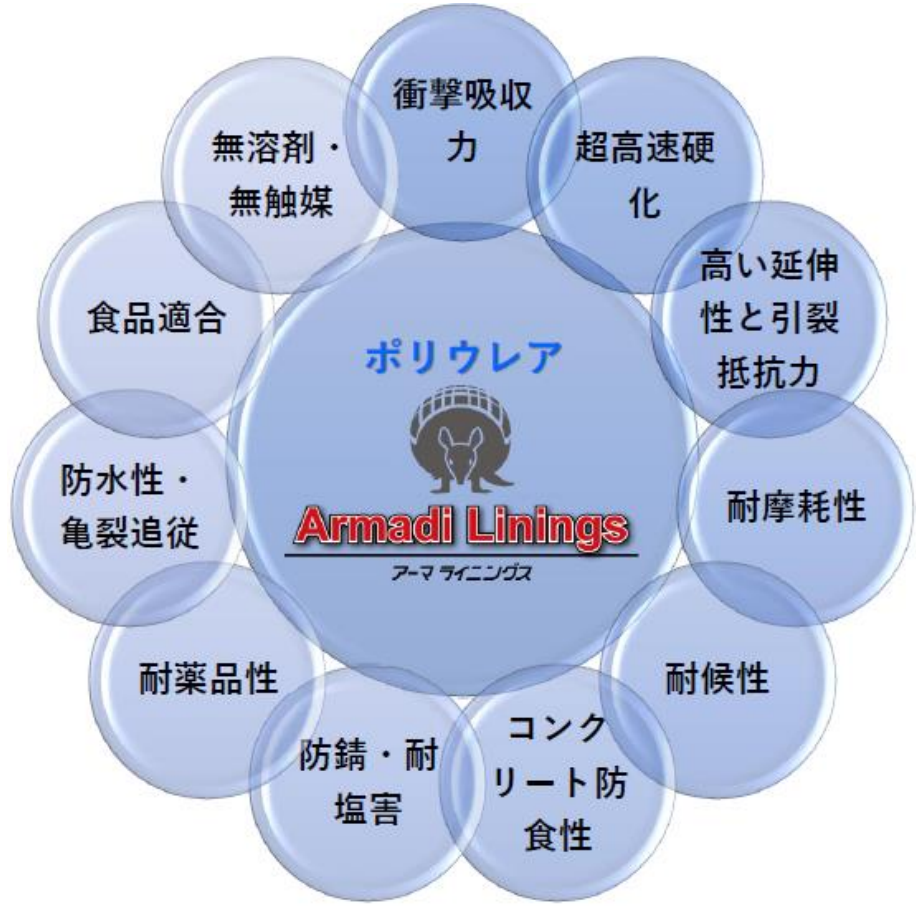 衝撃吸収
力
超高速硬
化
高い延伸
性と引裂
抵抗力
耐摩耗性
耐候性
コンク
リート防
食性
防錆・耐
塩害
耐薬品性
防水性・
亀裂追従
食品適合
無溶剤・
無触媒
ポリウレア
Armadi Linings
アーマ ライニングス